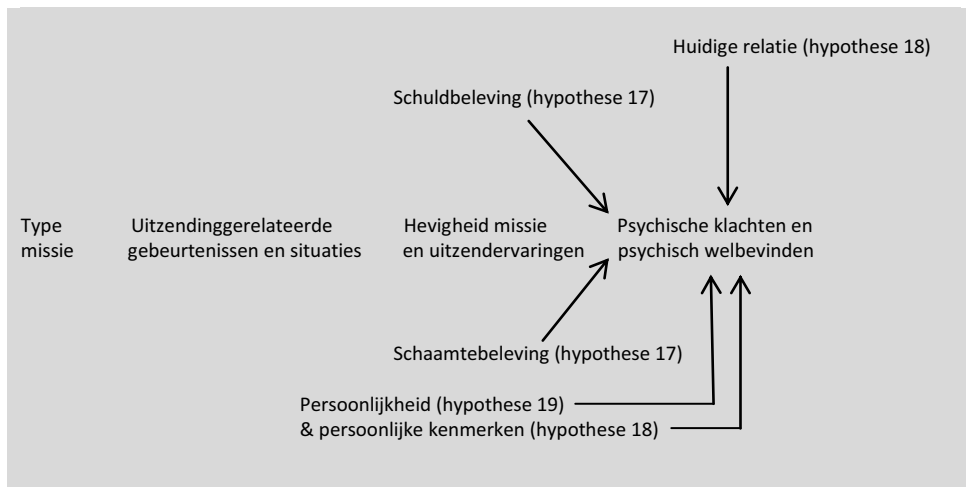 Huidige relatie (hypothese 18)
Schuldbeleving (hypothese 17)
Type missie
Uitzendinggerelateerde gebeurtenissen en situaties
Hevigheid missie en uitzendervaringen
Psychische klachten en psychisch welbevinden
Schaamtebeleving (hypothese 17)
Persoonlijkheid (hypothese 19)
& persoonlijke kenmerken (hypothese 18)